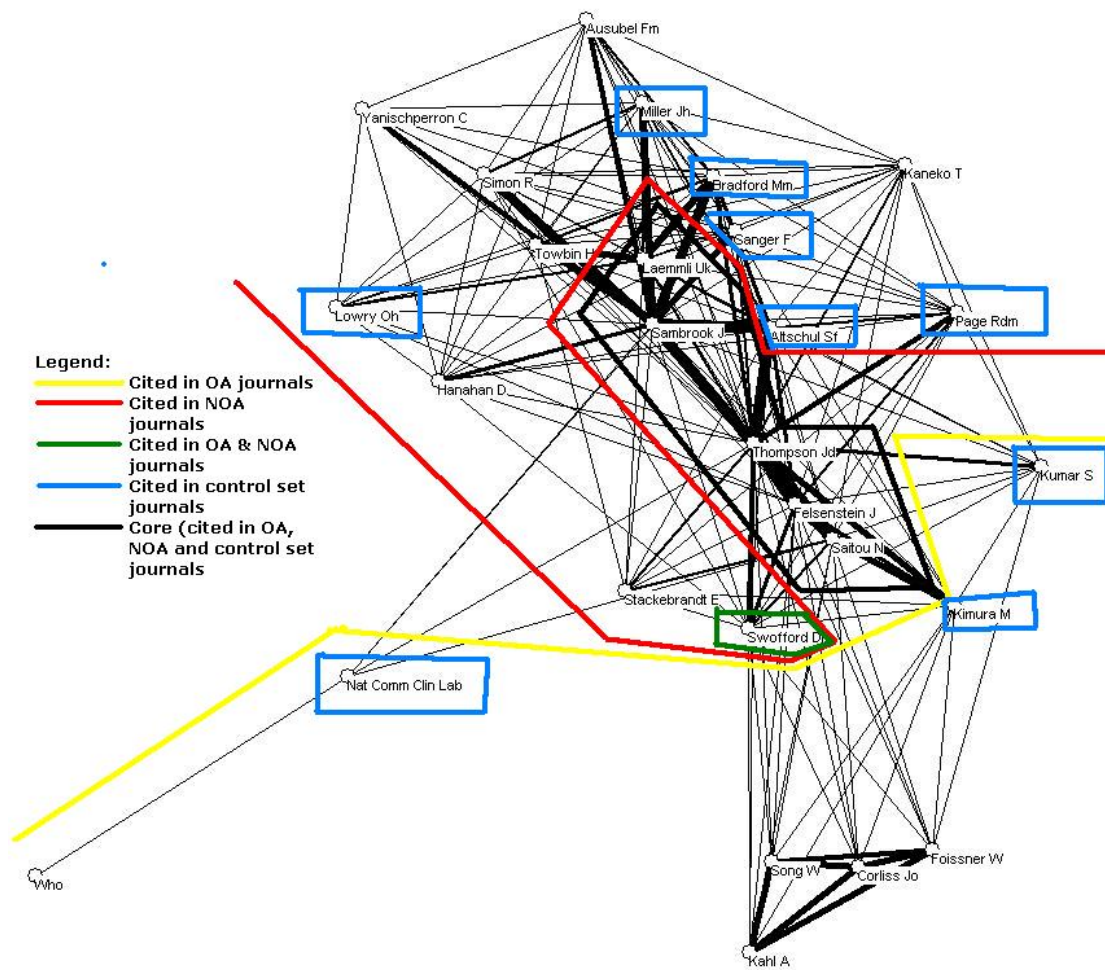 Ausubel Fm
Miller Jh
Yanischperron C
Kaneko T
Simon R
Bradford Mm
Sanger F
Towbin H
Laemmli Uk
Lowry Oh
Page Rdm
Sambrook J
Altschul Sf
Legend:
Cited in OA journals
Cited in NOA
journals
Cited in OA & NOA
journals
Cited in control set
journals
Core (cited in OA,
NOA and control set
journals
Hanahan D
Thompson Jd
Kumar S
Felsenstein J
Saitou N
Stackebrandt E
Kimura M
Swofford D
Nat Comm Clin Lab
Foissner W
Song W
Corliss Jo
Who
Kahl A